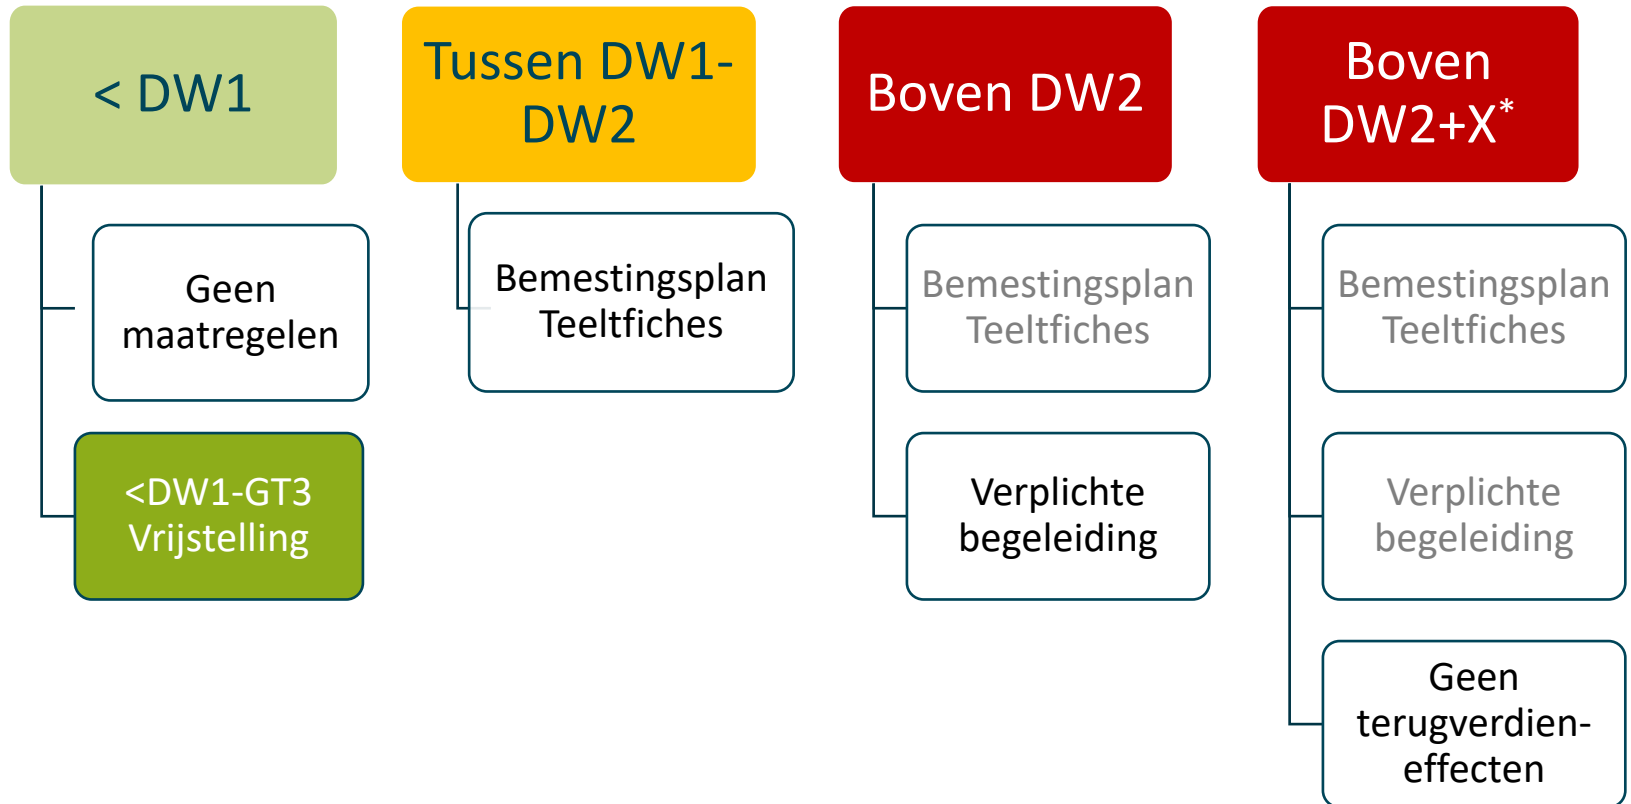 < DW1
Geen
maatregelen
<DW1-GT3
Vrijstelling
Tussen DW1-
DW2
Bemestingsplan
Teeltfiches
Boven DW2
Bemestingsplan
Teeltfiches
Verplichte
begeleiding
Boven
DW2+X*
Bemestingsplan
Teeltfiches
Verplichte
begeleiding
Geen
terugverdien-
effecten